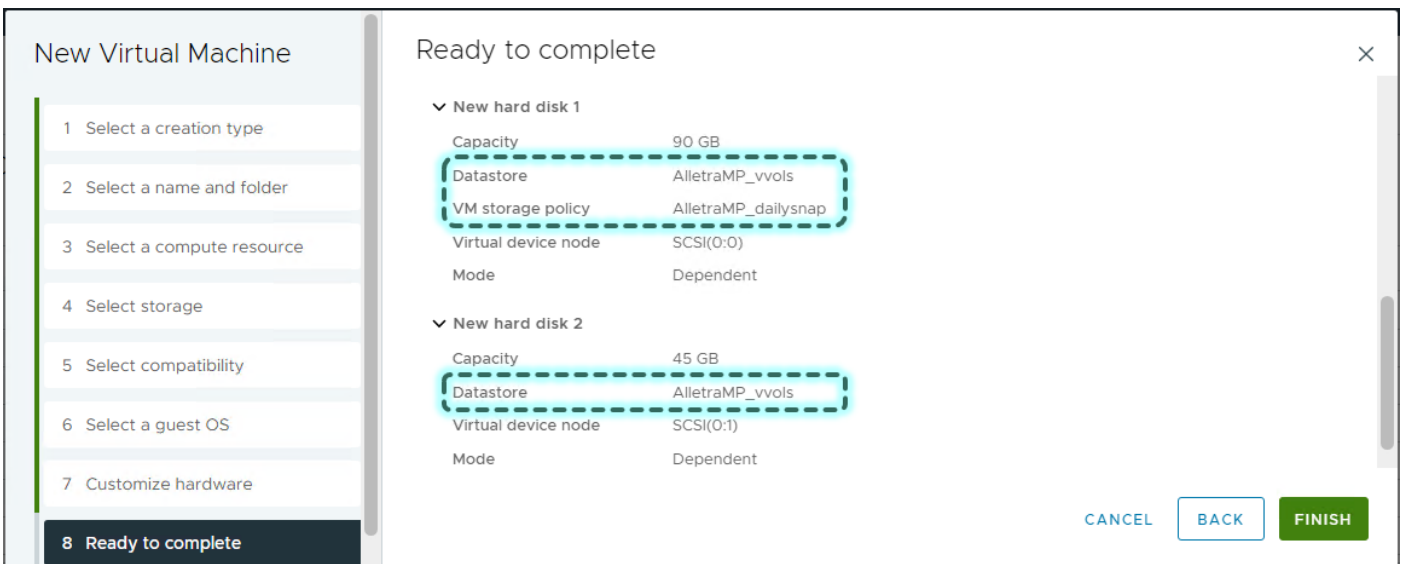 New Virtual Machine
1 Select a creation type
2 Select a name and folder
3 Select a compute resource
4 Select storage
5 Select compatibility
6 Select a guest OS
7 Customize hardware
8 Ready to complete
Ready to complete
New hard disk 1
Capacity 90 GB
Datastore AlletraMP_vvols
VM storage policy AlletraMP_dailysnap
Virtual device node SCSI(0:0)
Mode Dependent
New hard disk 2
Capacity 45 GB
Datastore AlletraMP_vvols
Virtual device node SCSI(0:1)
Mode Dependent
CANCEL BACK FINISH